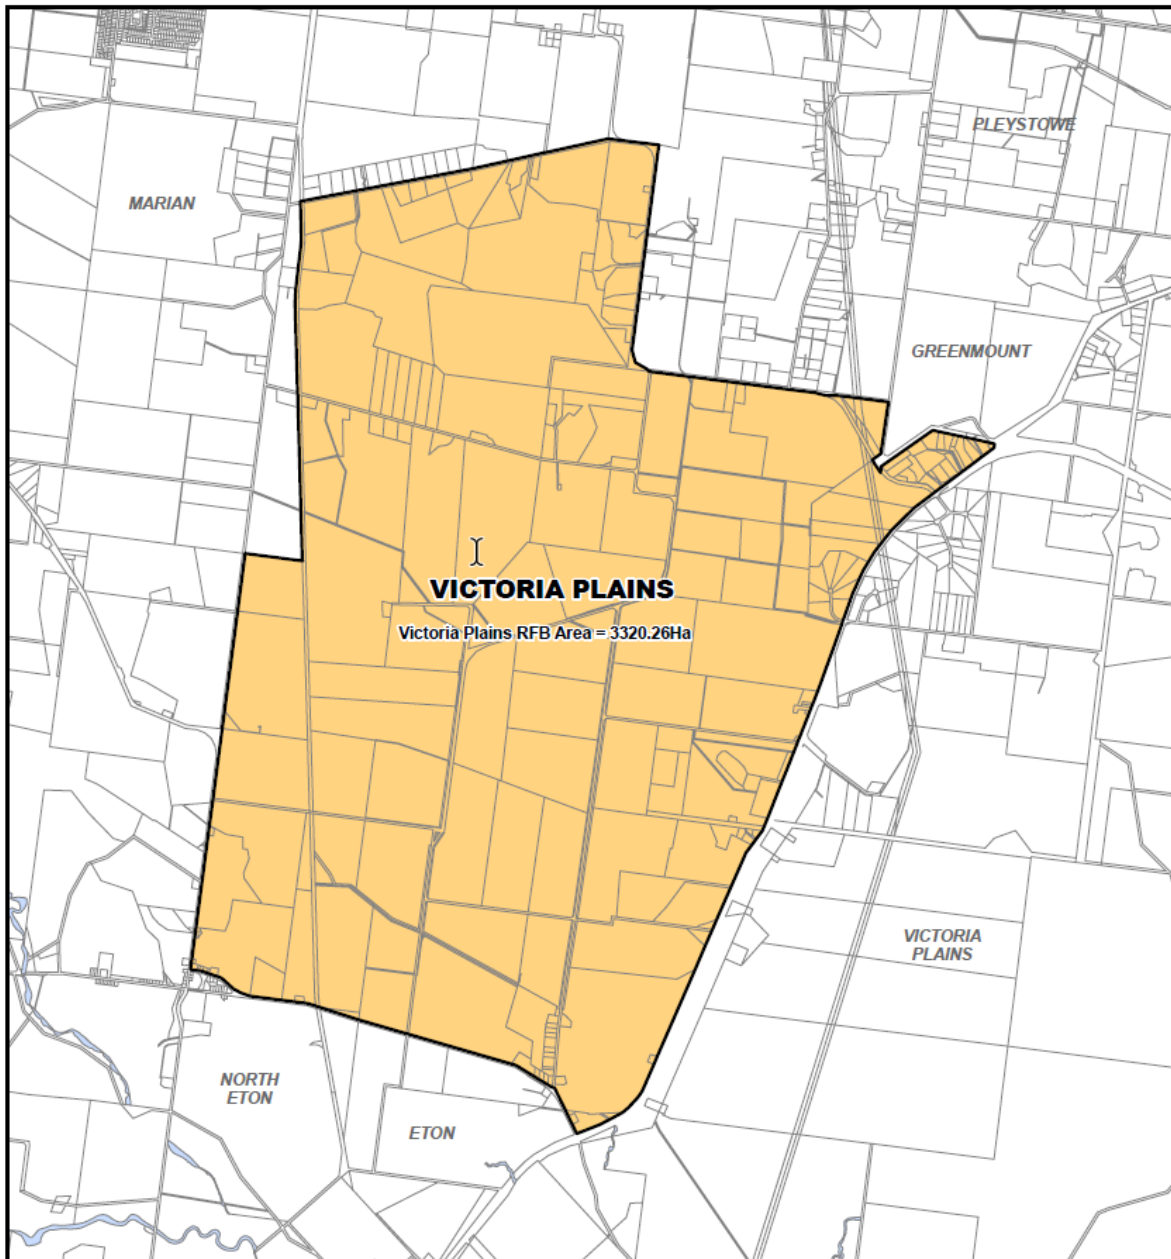 PLEYSTOWE
MARIAN
GREENMOUNT
VICTORIA PLAINS
Victoria Plains RFB Area = 3320.26Ha
VICTORIA
PLAINS
NORTH
ETON
ETON